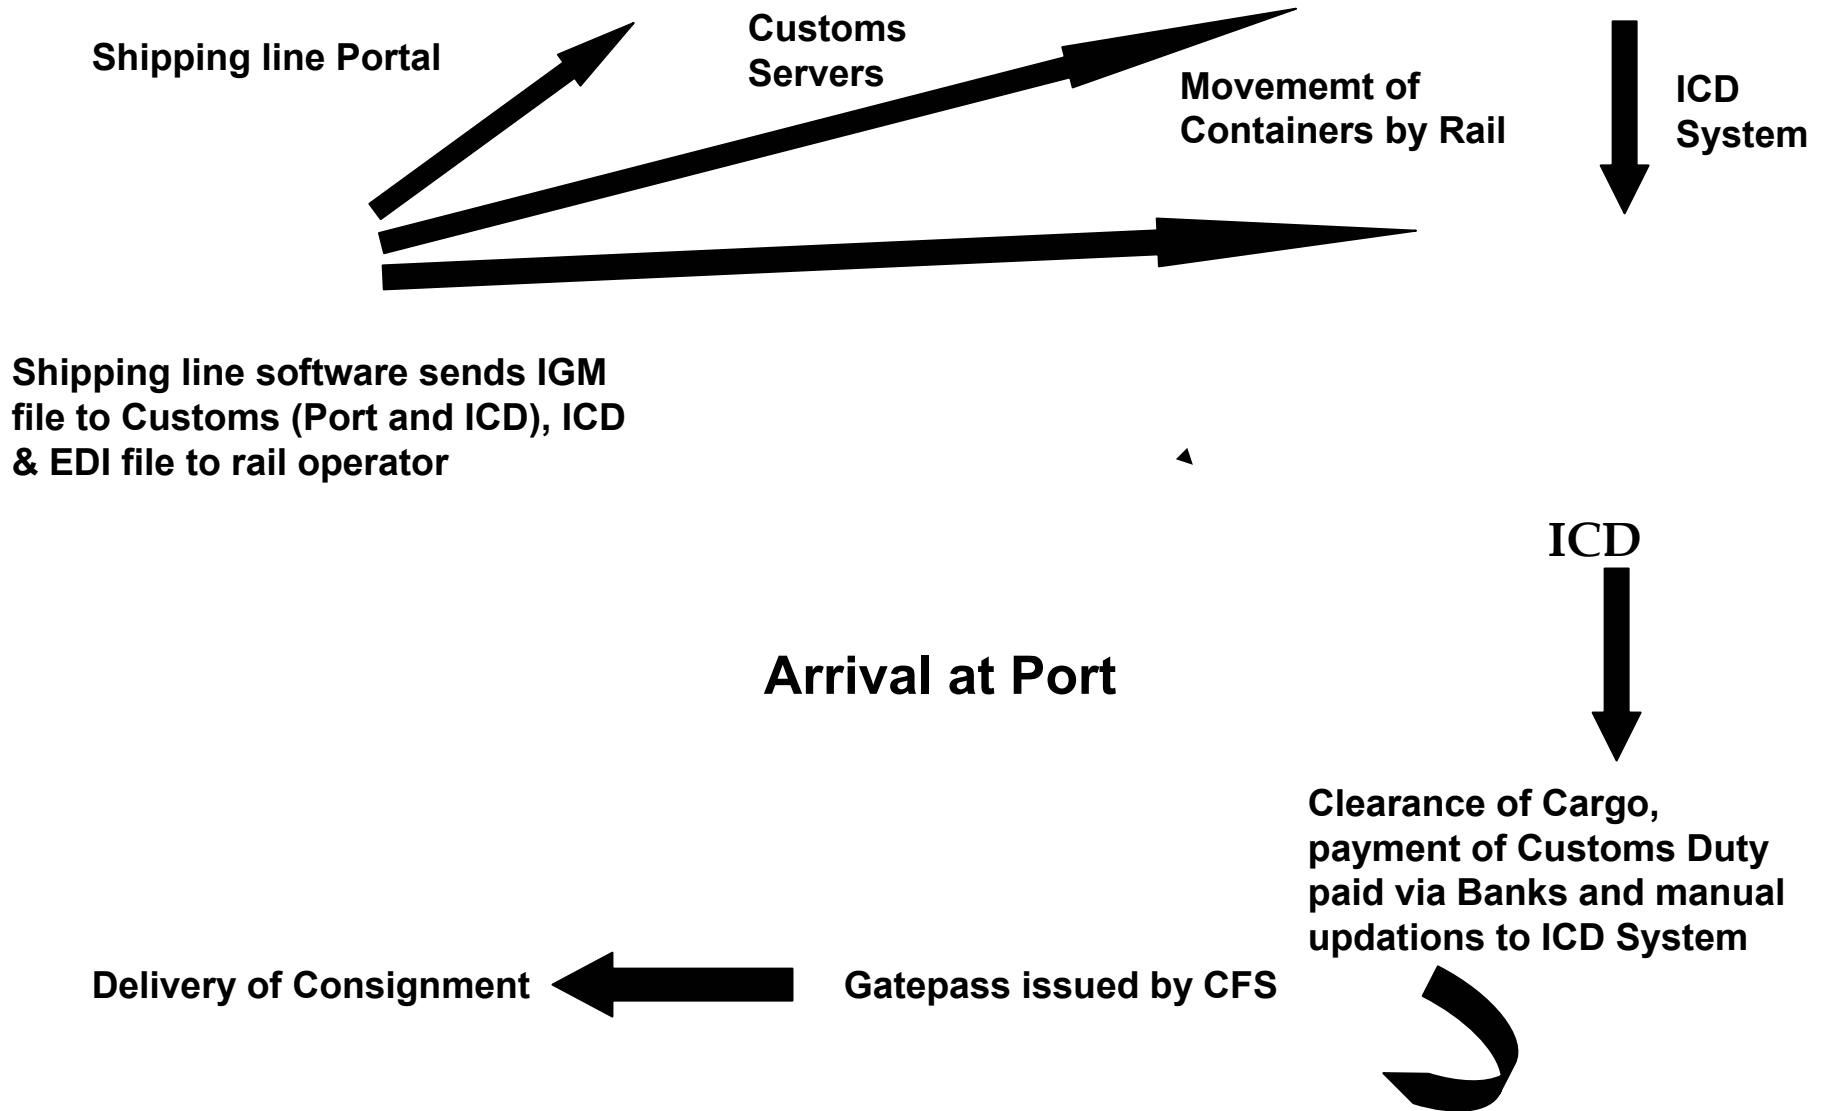 Shipping line Portal
Customs
Servers
Movememt of
Containers by Rail
ICD
System
Shipping line software sends IGM
file to Customs (Port and ICD), ICD
& EDI file to rail operator
ICD
Arrival at Port
Clearance of Cargo,
payment of Customs Duty
paid via Banks and manual
updations to ICD System
Delivery of Consignment
Gatepass issued by CFS